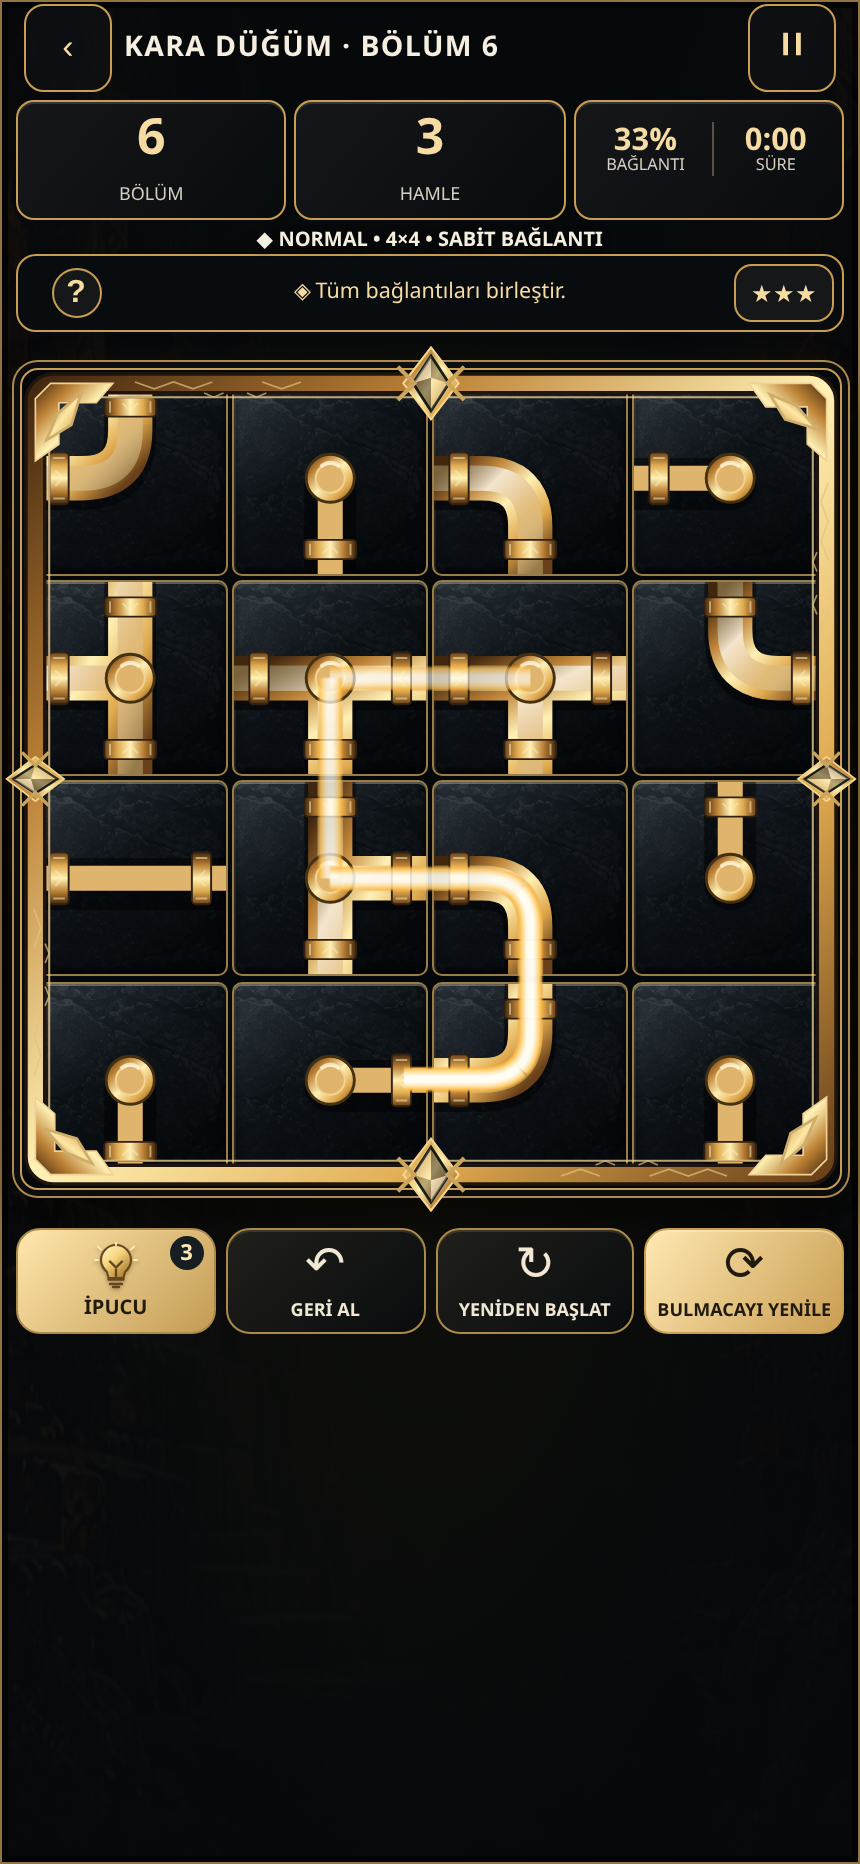 ‹ KARA DÜĞÜM · BÖLÜM 6
6
BÖLÜM
3
HAMLE
33%
BAĞLANTI
0:00
SÜRE
◆ NORMAL • 4×4 • SABİT BAĞLANTI
?
◈ Tüm bağlantıları birleştir.
★★★
3
İPUCU
GERİ AL
YENİDEN BAŞLAT
BULMACAYI YENİLE